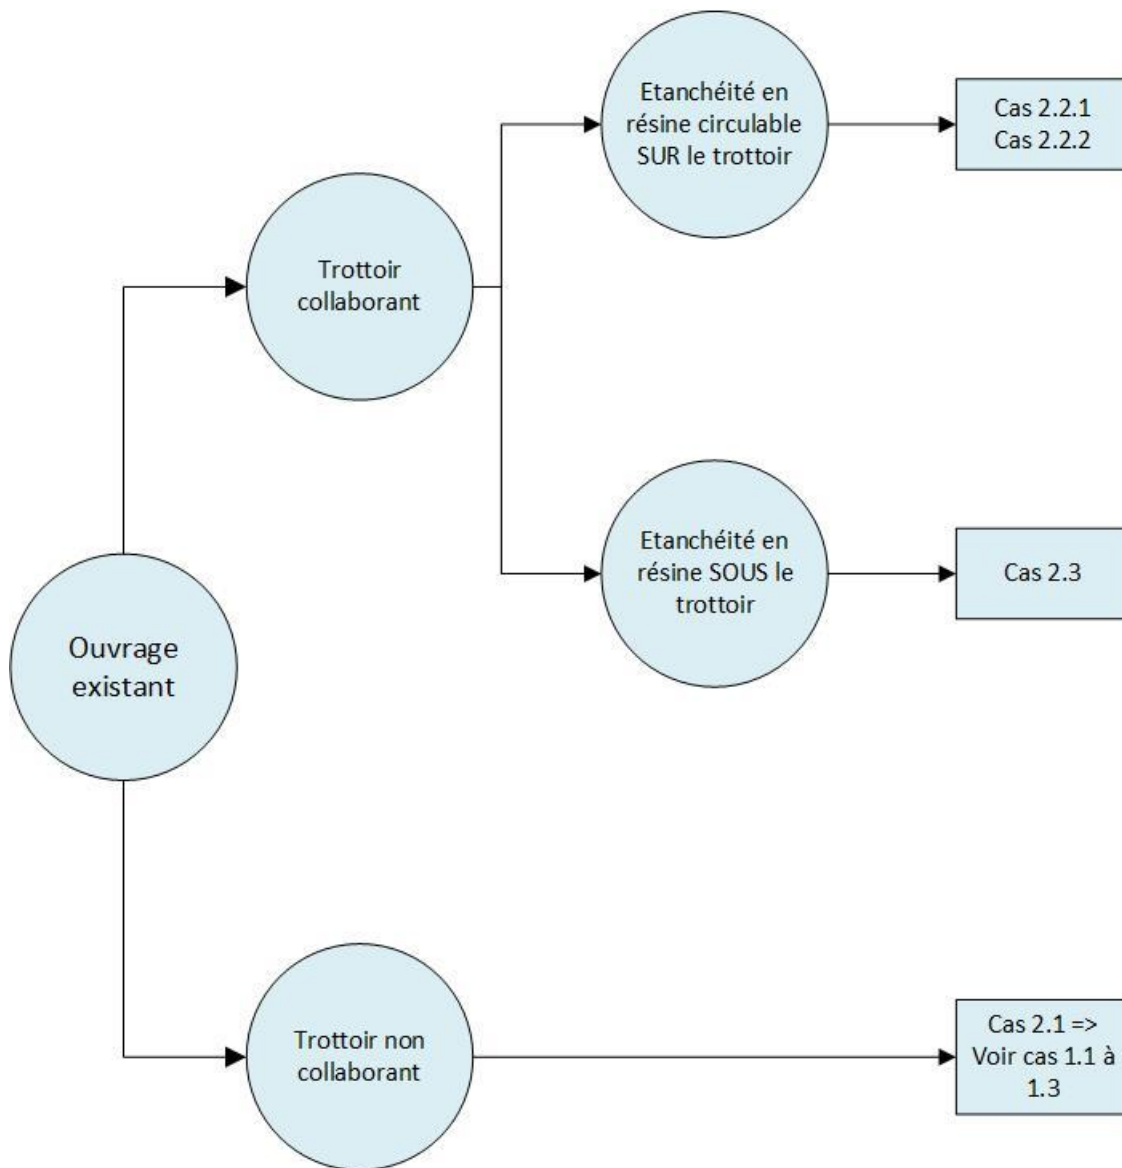 Etanchéité en
résine circulable
SUR le trottoir
Cas 2.2.1
Cas 2.2.2
Trottoir
collaborant
Etanchéité en
résine SOUS le
trottoir
Cas 2.3
Ouvrage
existant
Trottoir non
collaborant
Cas 2.1 =>
Voir cas 1.1 à
1.3